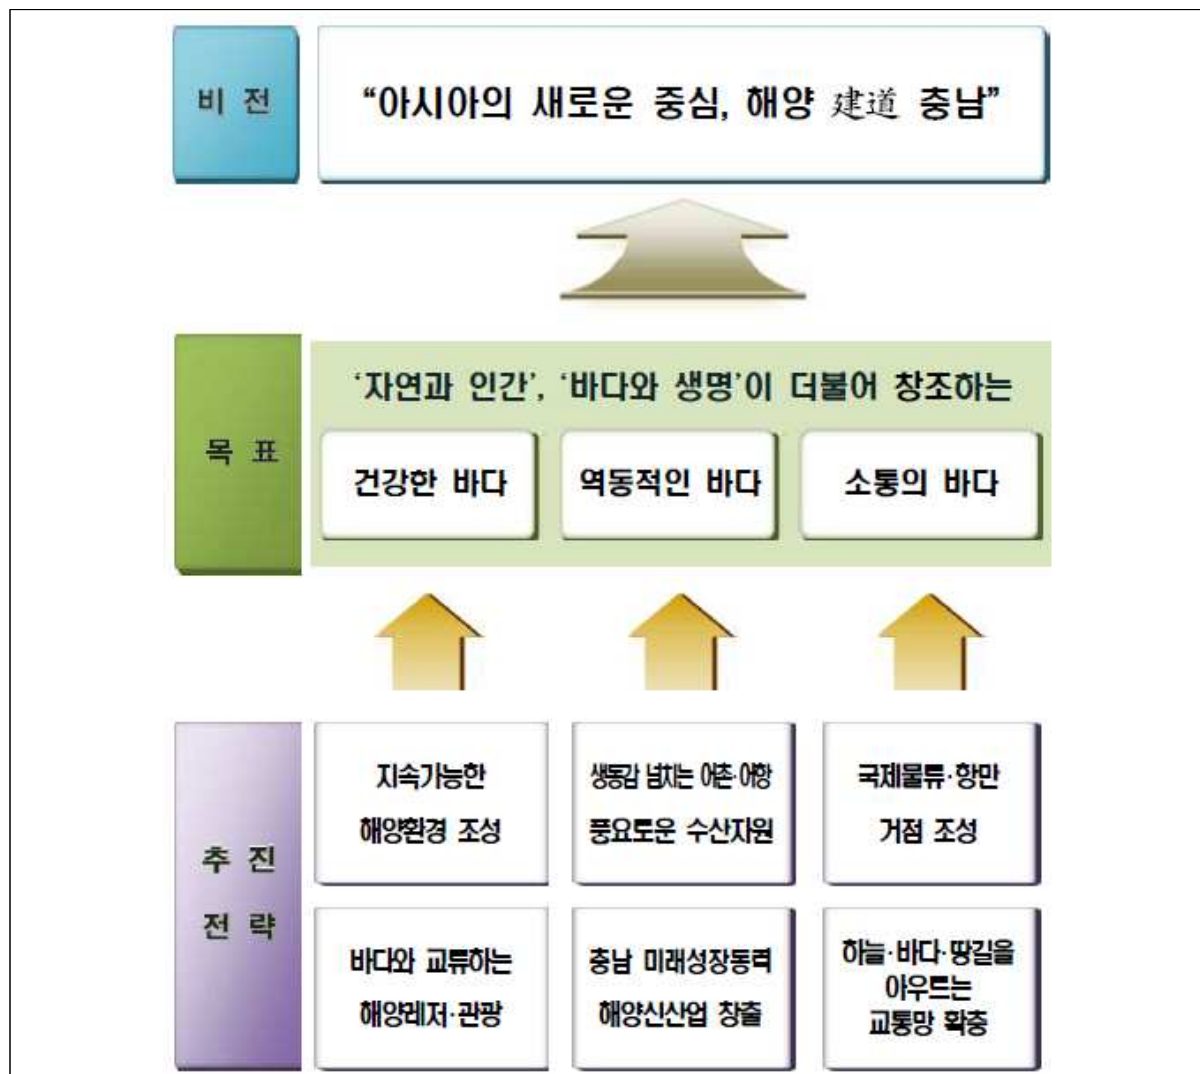 비 전
“아시아의 새로운 중심, 해양 建道 충남”
목 표
‘자연과 인간’, ‘바다와 생명’이 더불어 창조하는
건강한 바다
역동적인 바다
소통의 바다
추 진
전 략
지속가능한
해양환경 조성
생동감 넘치는 어촌·어항
풍요로운 수산자원
국제물류·항만
거점 조성
바다와 교류하는
해양레저·관광
충남 미래성장동력
해양신산업 창출
하늘·바다·땅길을
아우르는
교통망 확충